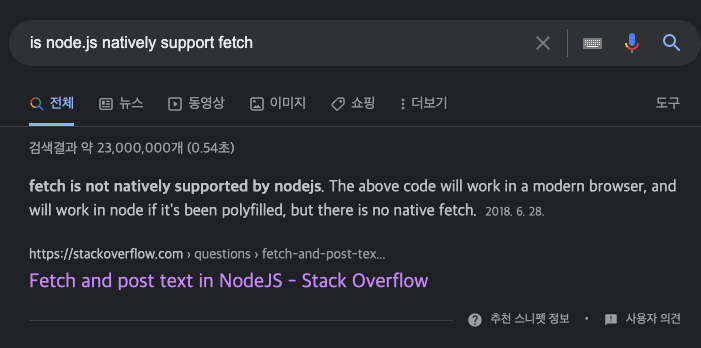 is node.js natively support fetch
전체 뉴스 동영상 이미지 쇼핑 더보기 도구
검색결과 약 23,000,000개 (0.54초)
fetch is not natively supported by nodejs. The above code will work in a modern browser, and
will work in node if it's been polyfilled, but there is no native fetch. 2018. 6. 28.
https://stackoverflow.com › questions › fetch-and-post-tex...
Fetch and post text in NodeJS - Stack Overflow
추천 스니펫 정보 • 사용자 의견